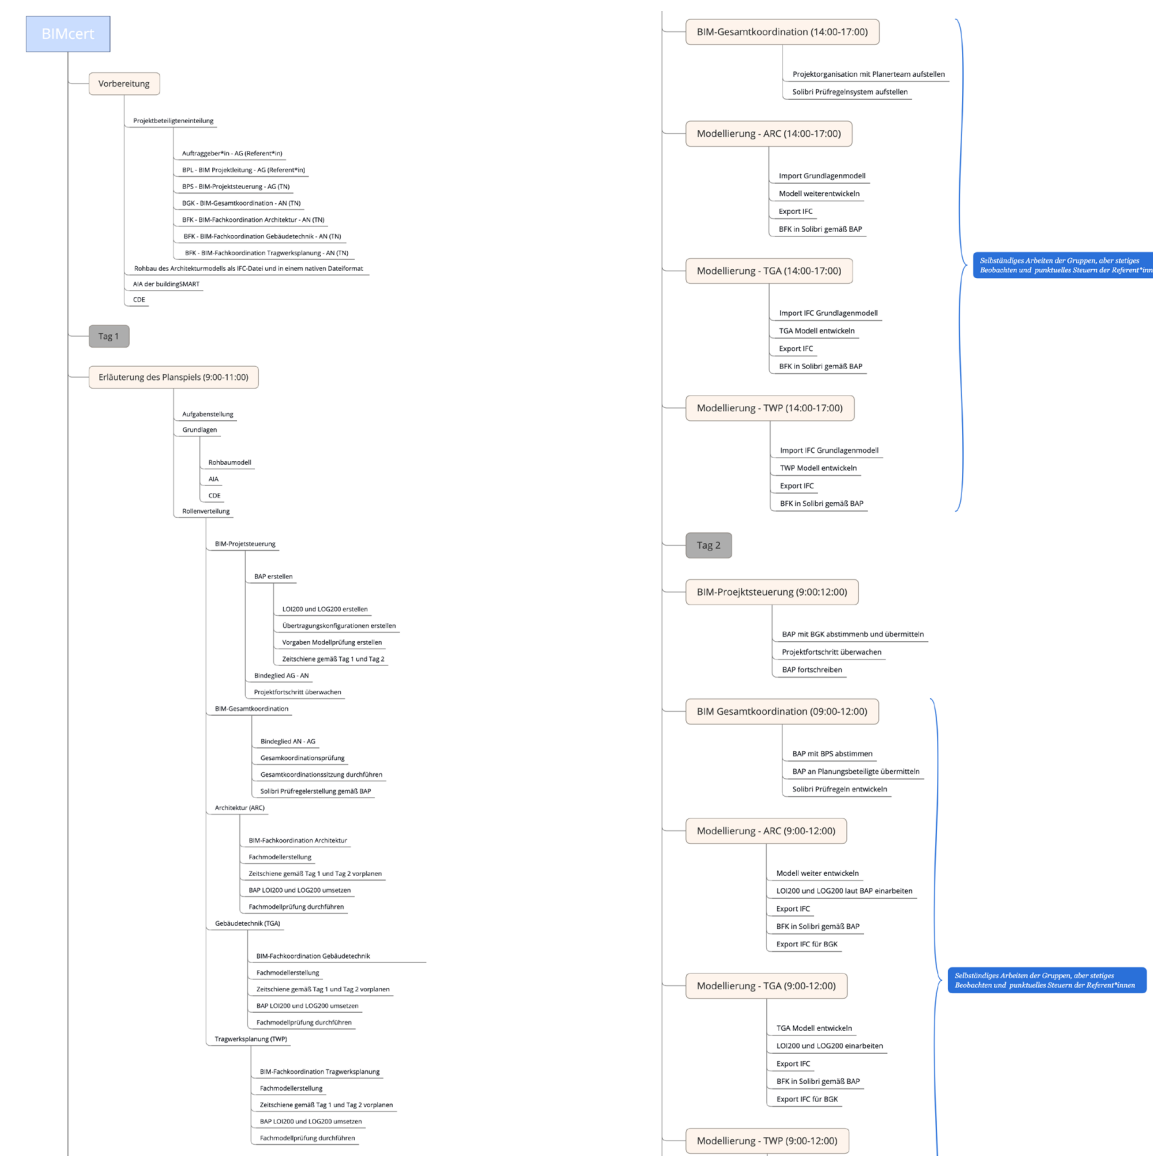 BIMcert
Vorbereitung
Projektbeteiligteneinteilung
Auftraggeber*in - AG (Referent*in)
BPL - BIM Projektleitung - AG (Referent*in)
BPS - BIM-Projektsteuerung - AG (TN)
BGK - BIM-Gesamtkoordination - AN (TN)
BFK - BIM-Fachkoordination Architektur - AN (TN)
BFK - BIM-Fachkoordination Gebäudetechnik - AN (TN)
BFK - BIM-Fachkoordination Tragwerksplanung - AN (TN)
Rohbau des Architekturmodells als IFC-Datei und in einem nativen Dateiformat
AIA der buildingSMART
CDE
Tag 1
Erläuterung des Planspiels (9:00-11:00)
Aufgabenstellung
Grundlagen
Rohbaumodell
AIA
CDE
Rollenverteilung
BIM-Projetsteuerung
BAP erstellen
LOI200 und LOG200 erstellen
Übertragungskonfigurationen erstellen
Vorgaben Modellprüfung erstellen
Zeitschiene gemäß Tag 1 und Tag 2
Bindeglied AG - AN
Projektfortschritt überwachen
BIM-Gesamtkoordination
Bindeglied AN - AG
Gesamkoordinationsprüfung
Gesamtkoordinationssitzung durchführen
Solibri Prüfregelerstellung gemäß BAP
Architektur (ARC)
BIM-Fachkoordination Architektur
Fachmodellerstellung
Zeitschiene gemäß Tag 1 und Tag 2 vorplanen
BAP LOI200 und LOG200 umsetzen
Fachmodellprüfung durchführen
Gebäudetechnik (TGA)
BIM-Fachkoordination Gebäudetechnik
Fachmodellerstellung
Zeitschiene gemäß Tag 1 und Tag 2 vorplanen
BAP LOI200 und LOG200 umsetzen
Fachmodellprüfung durchführen
Tragwerksplanung (TWP)
BIM-Fachkoordination Tragwerksplanung
Fachmodellerstellung
Zeitschiene gemäß Tag 1 und Tag 2 vorplanen
BAP LOI200 und LOG200 umsetzen
Fachmodellprüfung durchführen
BIM-Gesamtkoordination (14:00-17:00)
Projektorganisation mit Planerteam aufstellen
Solibri Prüfregelnsystem aufstellen
Modellierung - ARC (14:00-17:00)
Import Grundlagenmodell
Modell weiterentwickeln
Export IFC
BFK in Solibri gemäß BAP
Modellierung - TGA (14:00-17:00)
Import IFC Grundlagenmodell
TGA Modell entwickeln
Export IFC
BFK in Solibri gemäß BAP
Modellierung - TWP (14:00-17:00)
Import IFC Grundlagenmodell
TWP Modell entwickeln
Export IFC
BFK in Solibri gemäß BAP
Selbständiges Arbeiten der Gruppen, aber stetiges
Beobachten und punktuelles Steuern der Referent*inn
Tag 2
BIM-Proejktsteuerung (9:00:12:00)
BAP mit BGK abstimmenb und übermitteln
Projektfortschritt überwachen
BAP fortschreiben
BIM Gesamtkoordination (09:00-12:00)
BAP mit BPS abstimmen
BAP an Planungsbeteiligte übermitteln
Solibri Prüfregeln entwickeln
Modellierung - ARC (9:00-12:00)
Modell weiter entwickeln
LOI200 und LOG200 laut BAP einarbeiten
Export IFC
BFK in Solibri gemäß BAP
Export IFC für BGK
Modellierung - TGA (9:00-12:00)
TGA Modell entwickeln
LOI200 und LOG200 einarbeiten
Export IFC
BFK in Solibri gemäß BAP
Export IFC für BGK
Modellierung - TWP (9:00-12:00)
Selbständiges Arbeiten der Gruppen, aber stetiges
Beobachten und punktuelles Steuern der Referent*innen